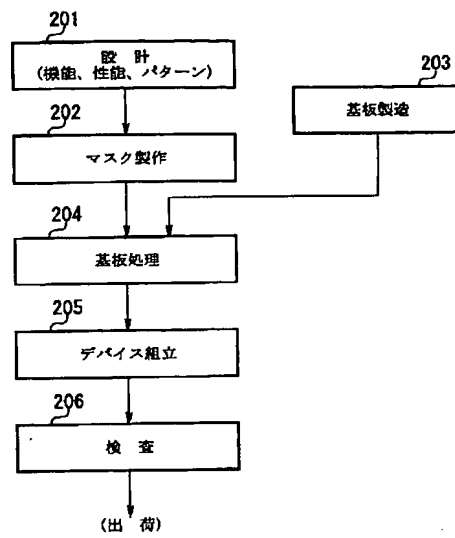 201
設 計
(機能、性能、パターン)
202
マスク製作
203
基板製造
204
基板処理
205
デバイス組立
206
検 査
(出 荷)